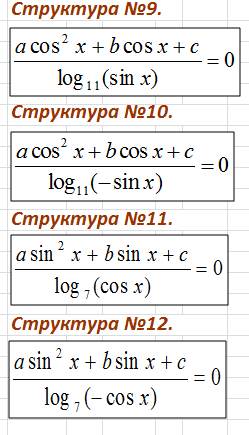 Структура №9.
a cos² x + b cos x + c
log₁₁(sin x)
= 0
Структура №10.
a cos² x + b cos x + c
log₁₁(−sin x)
= 0
Структура №11.
a sin² x + b sin x + c
log₇(cos x)
= 0
Структура №12.
a sin² x + b sin x + c
log₇(−cos x)
= 0